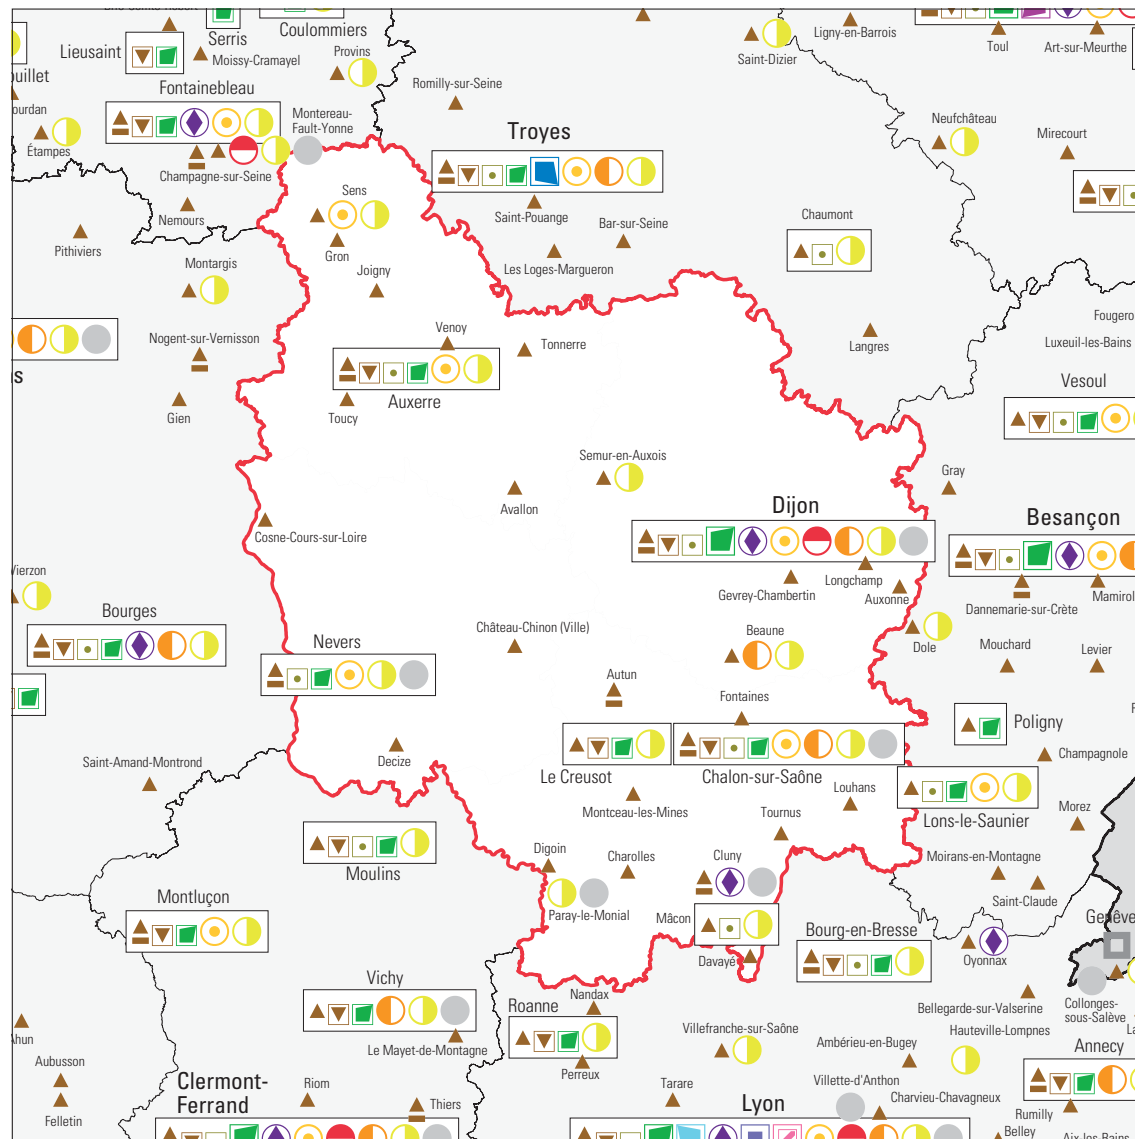 Serris
Coulommiers
Lieusaint
Moissy-Cramayel
Provins
Saint-Dizier
Ligny-en-Barrois
Toul
Art-sur-Meurthe
Fontainebleau
Romilly-sur-Seine
Montereau-
Fault-Yonne
Étampes
Troyes
Neufchâteau
Mirecourt
Champagne-sur-Seine
Nemours
Sens
Saint-Pouange
Bar-sur-Seine
Chaumont
Pithiviers
Gron
Les Loges-Margueron
Montargis
Joigny
Nogent-sur-Vernisson
Venoy
Tonnerre
Langres
Fougero
Luxeuil-les-Bains
Vesoul
Auxerre
Gien
Toucy
Semur-en-Auxois
Gray
Avallon
Dijon
Besançon
Cosne-Cours-sur-Loire
Vierzon
Gevrey-Chambertin
Longchamp
Auxonne
Dannemarie-sur-Crète
Mamirol
Bourges
Château-Chinon (Ville)
Beaune
Dole
Mouchard
Levier
Nevers
Autun
Fontaines
Poligny
Champagnole
Saint-Amand-Montrond
Decize
Le Creusot
Chalon-sur-Saône
Montceau-les-Mines
Louhans
Tournus
Lons-le-Saunier
Morez
Moulins
Digoin
Charolles
Cluny
Moirans-en-Montagne
Saint-Claude
Montluçon
Paray-le-Monial
Mâcon
Bourg-en-Bresse
Genève
Davayé
Oyonnax
Vichy
Nandax
Roanne
Bellegarde-sur-Valserine
Collonges-
sous-Salève
Le Mayet-de-Montagne
Villefranche-sur-Saône
Hauteville-Lompnes
Ambérieu-en-Bugey
Annecy
Ahun
Aubusson
Perreux
Clermont-
Ferrand
Riom
Thiers
Tarare
Villette-d'Anthon
Charvieu-Chavagneux
Lyon
Felletin
Rumilly
Belley
Aix-les-Bains